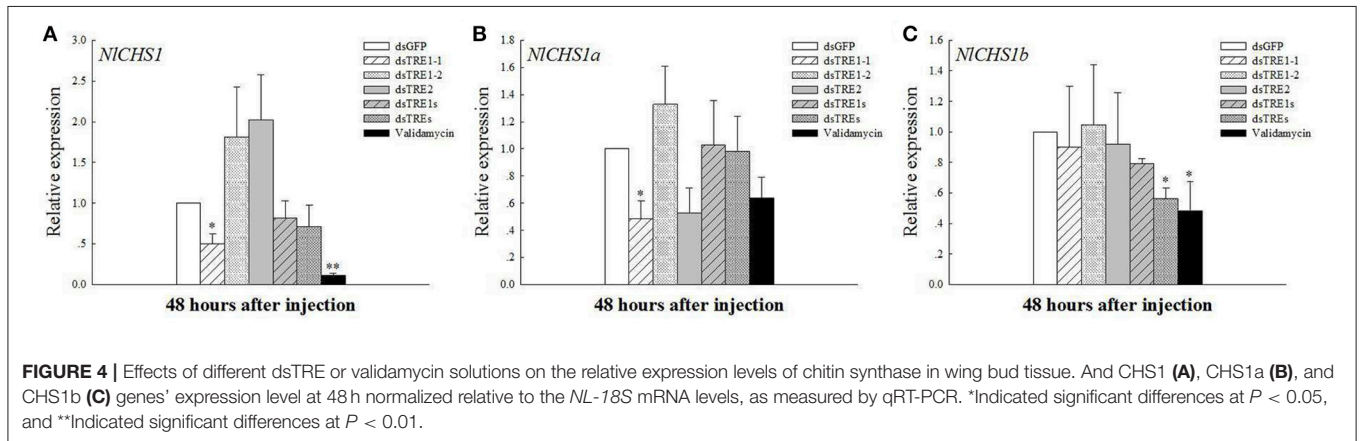 A
NlCHS1
Relative expression
3.0
2.5
2.0
1.5
1.0
.5
0.0
dsGFP
dsTRE1-1
dsTRE1-2
dsTRE2
dsTRE1s
dsTREs
Validamycin
*
**
48 hours after injection
B
NlCHS1a
Relative expression
1.8
1.6
1.4
1.2
1.0
.8
.6
.4
.2
0.0
dsGFP
dsTRE1-1
dsTRE1-2
dsTRE2
dsTRE1s
dsTREs
Validamycin
*
48 hours after injection
C
NlCHS1b
Relative expression
1.6
1.4
1.2
1.0
0.8
0.6
0.4
0.2
0.0
dsGFP
dsTRE1-1
dsTRE1-2
dsTRE2
dsTRE1s
dsTREs
Validamycin
*
*
48 hours after injection
FIGURE 4 | Effects of different dsTRE or validamycin solutions on the relative expression levels of chitin synthase in wing bud tissue. And CHS1 (A), CHS1a (B), and
CHS1b (C) genes' expression level at 48 h normalized relative to the NL-18S mRNA levels, as measured by qRT-PCR. *Indicated significant differences at P < 0.05,
and **Indicated significant differences at P < 0.01.